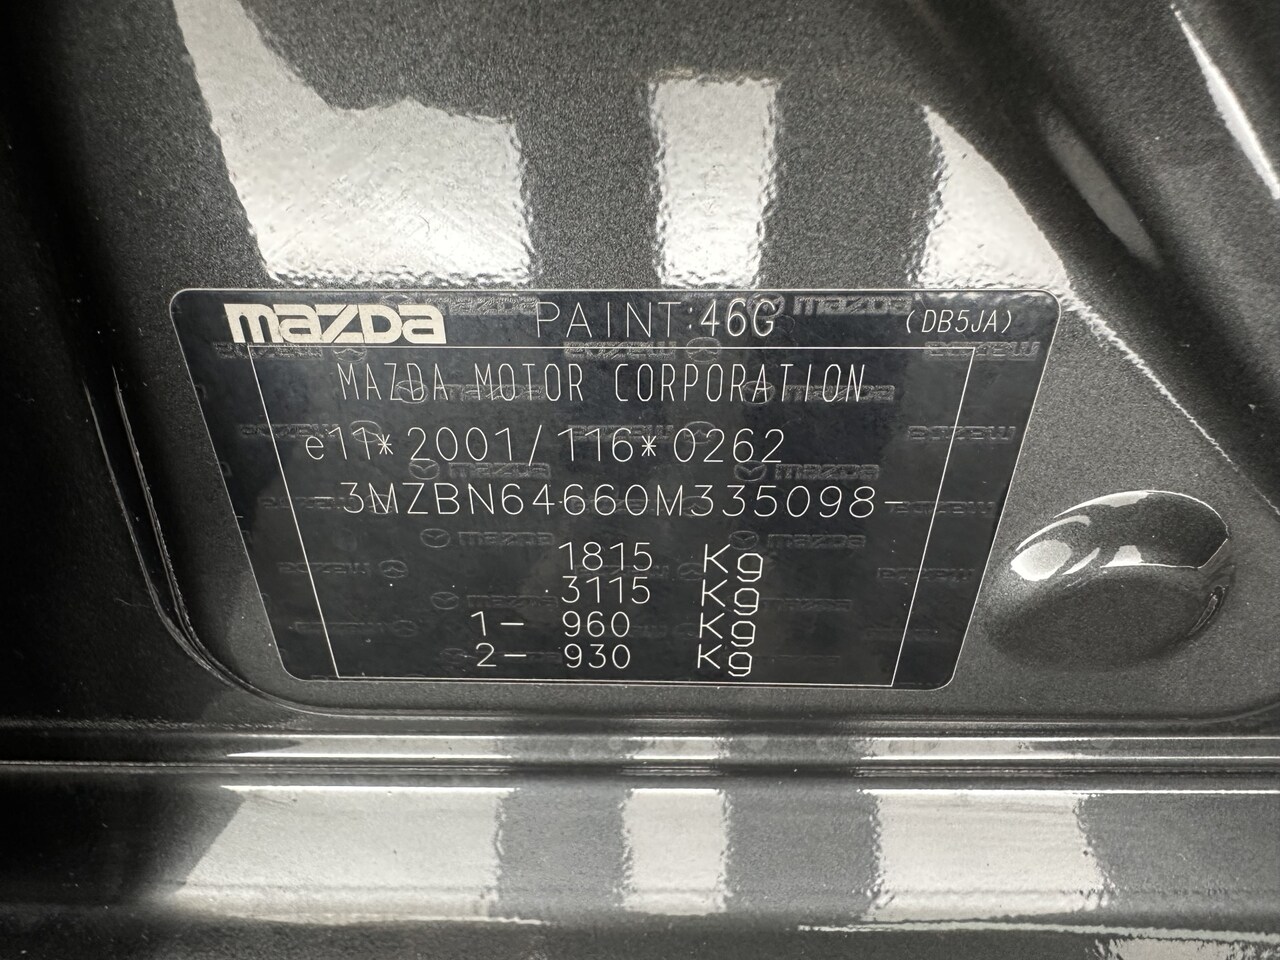 mazda PAINT:46G (DB5JA)
MAZDA MOTOR CORPORATION
e11*2001/116*0262
3MZBN64660M335098-
1815 Kg
3115 Kg
1- 960 Kg
2- 930 Kg